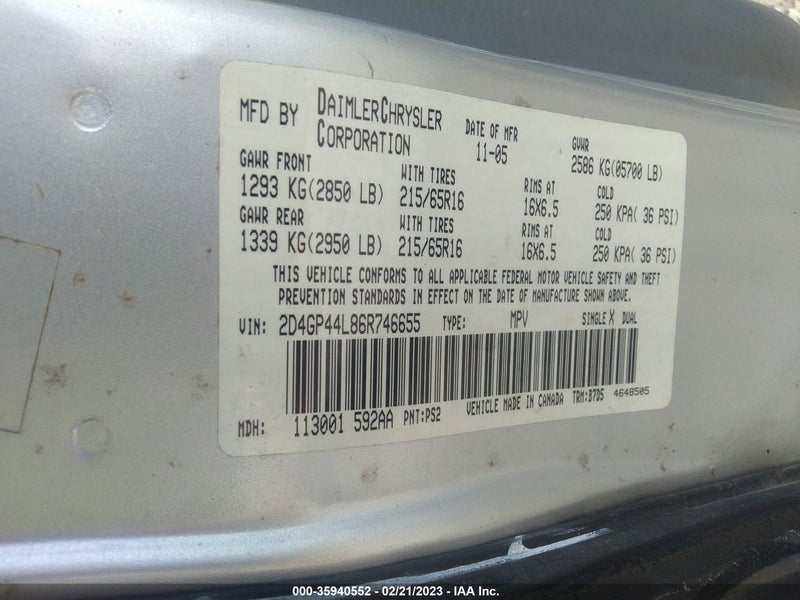 MFD BY DAIMLERCHRYSLER CORPORATION DATE OF MFR 11-05 GVWR 2586 KG(05700 LB)
GAWR FRONT WITH TIRES RIMS AT COLD
1293 KG(2850 LB) 215/65R16 16X6.5 250 KPA( 36 PSI)
GAWR REAR WITH TIRES RIMS AT COLD
1339 KG(2950 LB) 215/65R16 16X6.5 250 KPA( 36 PSI)
THIS VEHICLE CONFORMS TO ALL APPLICABLE FEDERAL MOTOR VEHICLE SAFETY AND THEFT
PREVENTION STANDARDS IN EFFECT ON THE DATE OF MANUFACTURE SHOWN ABOVE.
VIN: 2D4GP44L86R746655 TYPE: MPV SINGLE X DUAL
MDH: 113001 592AA PNT:PS2 VEHICLE MADE IN CANADA TRM:B7D5 4648505
000-35940552 - 02/21/2023 - IAA Inc.